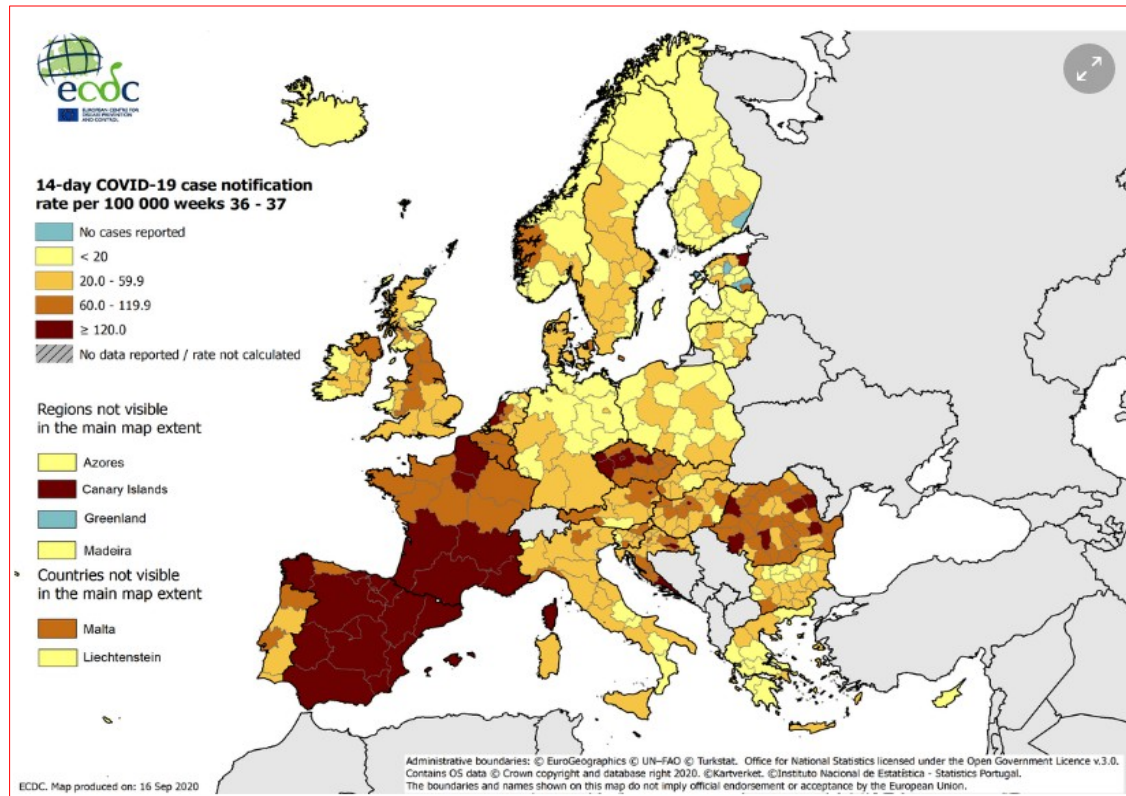 ecdc
EUROPEAN CENTRE FOR
DISEASE PREVENTION
AND CONTROL
14-day COVID-19 case notification
rate per 100 000 weeks 36 - 37
No cases reported
< 20
20.0 - 59.9
60.0 - 119.9
≥ 120.0
No data reported / rate not calculated
Regions not visible
in the main map extent
Azores
Canary Islands
Greenland
Madeira
Countries not visible
in the main map extent
Malta
Liechtenstein
Administrative boundaries: © EuroGeographics © UN–FAO © Turkstat. Office for National Statistics licensed under the Open Government Licence v.3.0.
Contains OS data © Crown copyright and database right 2020. ©Kartverket. ©Instituto Nacional de Estatística - Statistics Portugal.
The boundaries and names shown on this map do not imply official endorsement or acceptance by the European Union.
ECDC. Map produced on: 16 Sep 2020